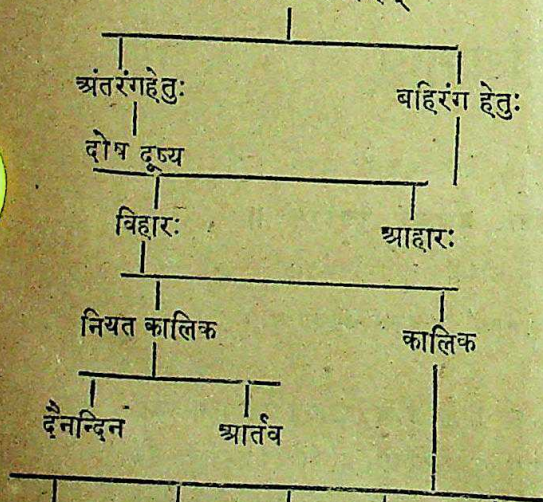 अंतरंगहेतुः बहिरंग हेतुः
दोष दूष्य
विहारः आहारः
नियत कालिक कालिक
दैनन्दिन आर्तव